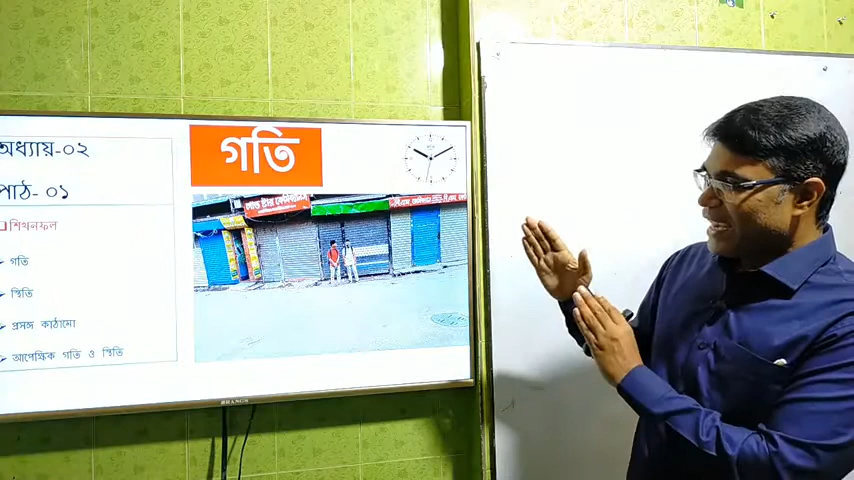 অধ্যায়-০২
পাঠ- ০১
শিখনফল
গতি
স্থিতি
প্রসঙ্গ কাঠামো
আপেক্ষিক গতি ও স্থিতি
গতি